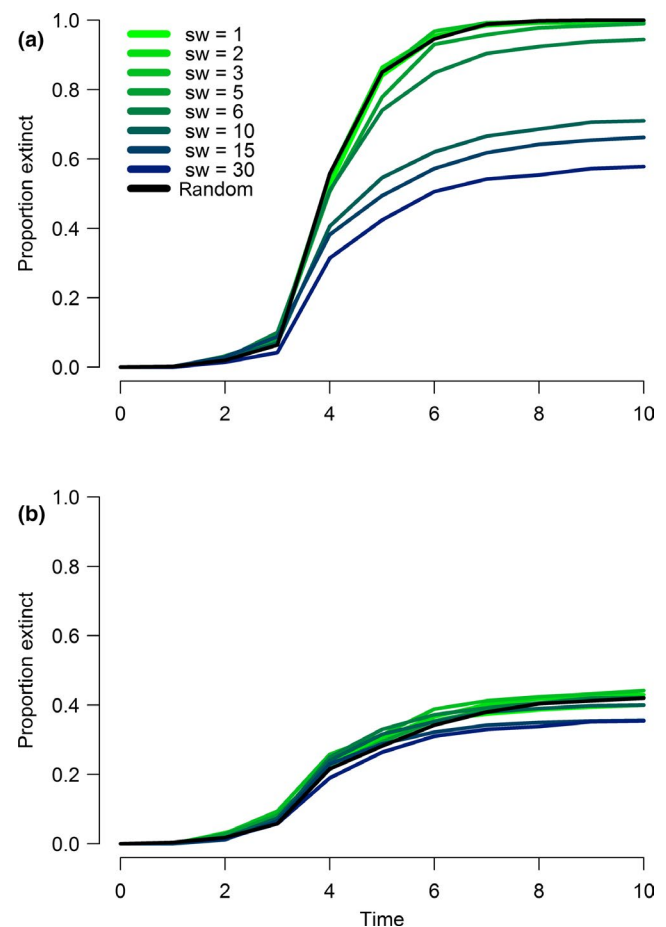 (a)
1.0
0.8
0.6
0.4
0.2
0.0
Proportion extinct
sw = 1
sw = 2
sw = 3
sw = 5
sw = 6
sw = 10
sw = 15
sw = 30
Random
0 2 4 6 8 10
(b)
1.0
0.8
0.6
0.4
0.2
0.0
Proportion extinct
0 2 4 6 8 10
Time